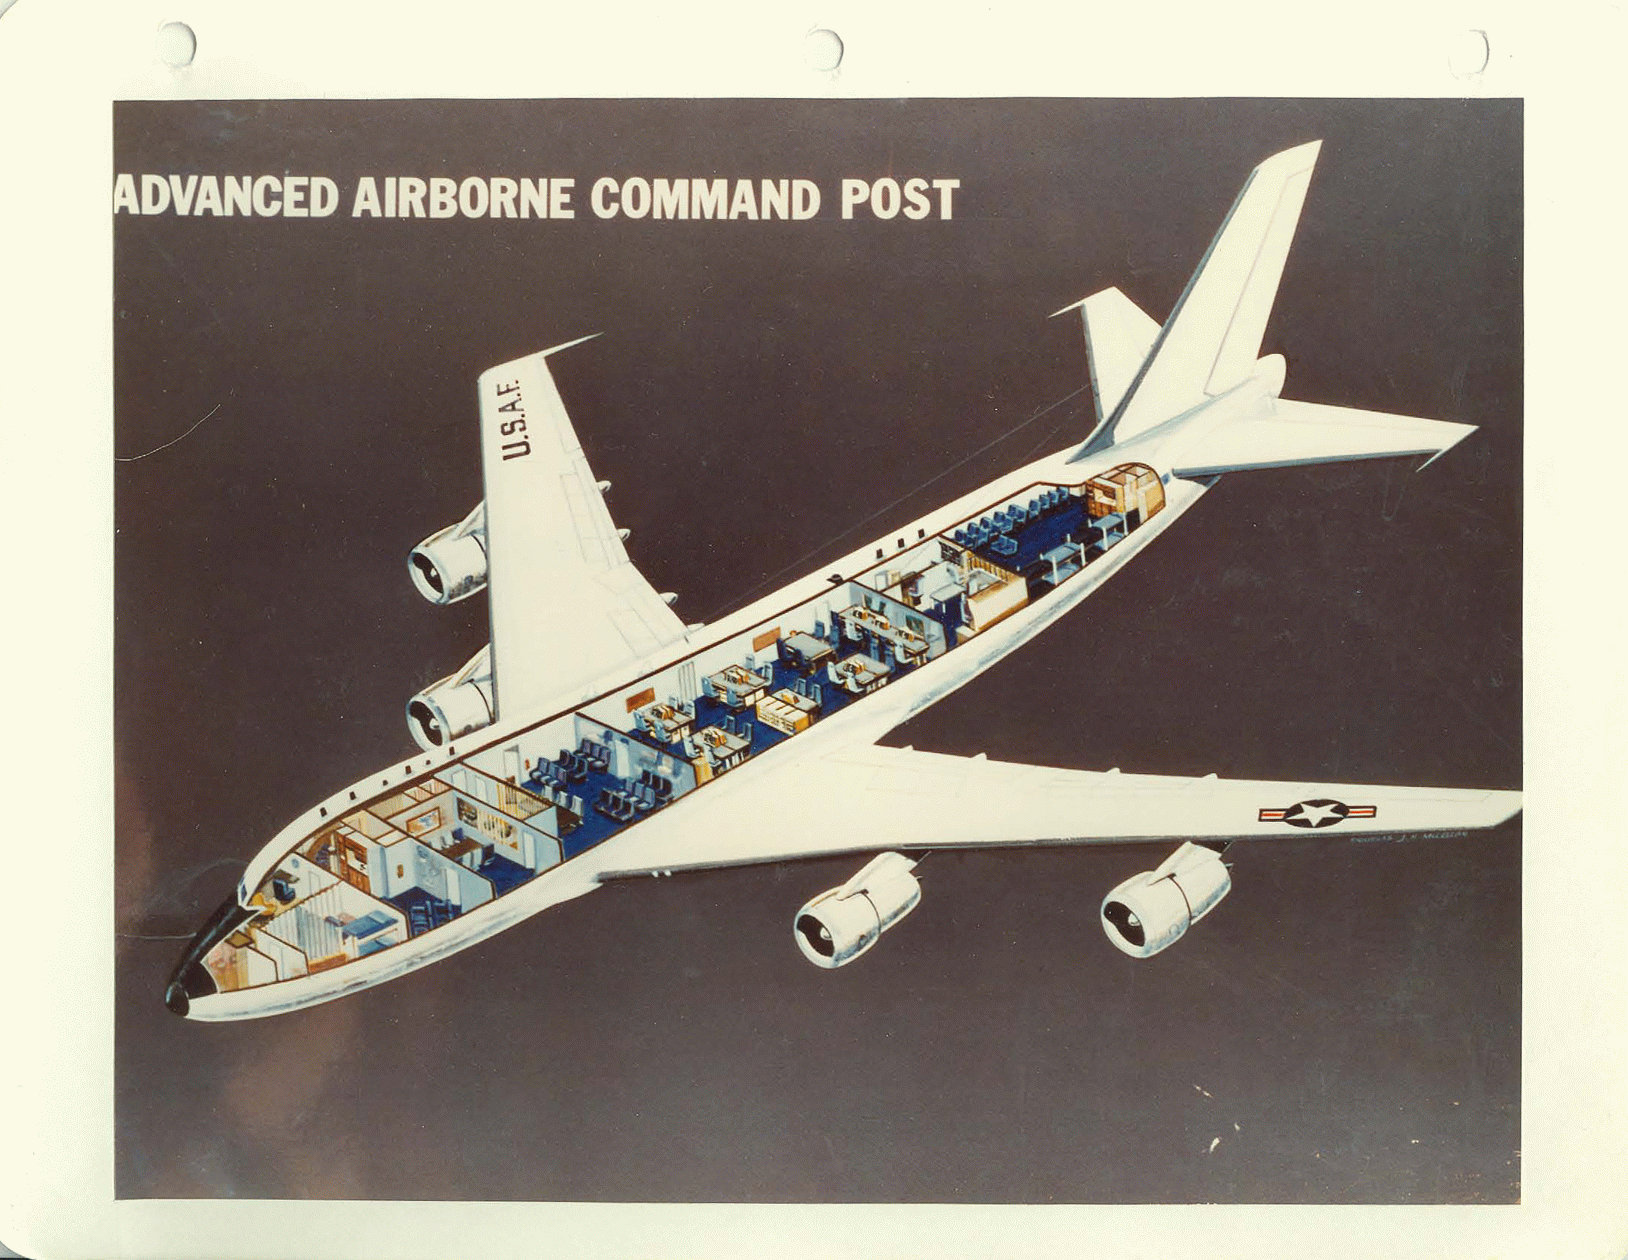 ADVANCED AIRBORNE COMMAND POST
U.S.A.F.